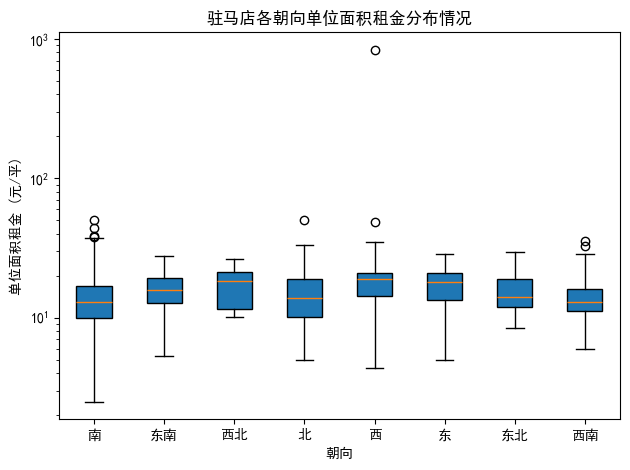 驻马店各朝向单位面积租金分布情况
单位面积租金 (元/平)
10³
10²
10¹
南 东南 西北 北 西 东 东北 西南
朝向